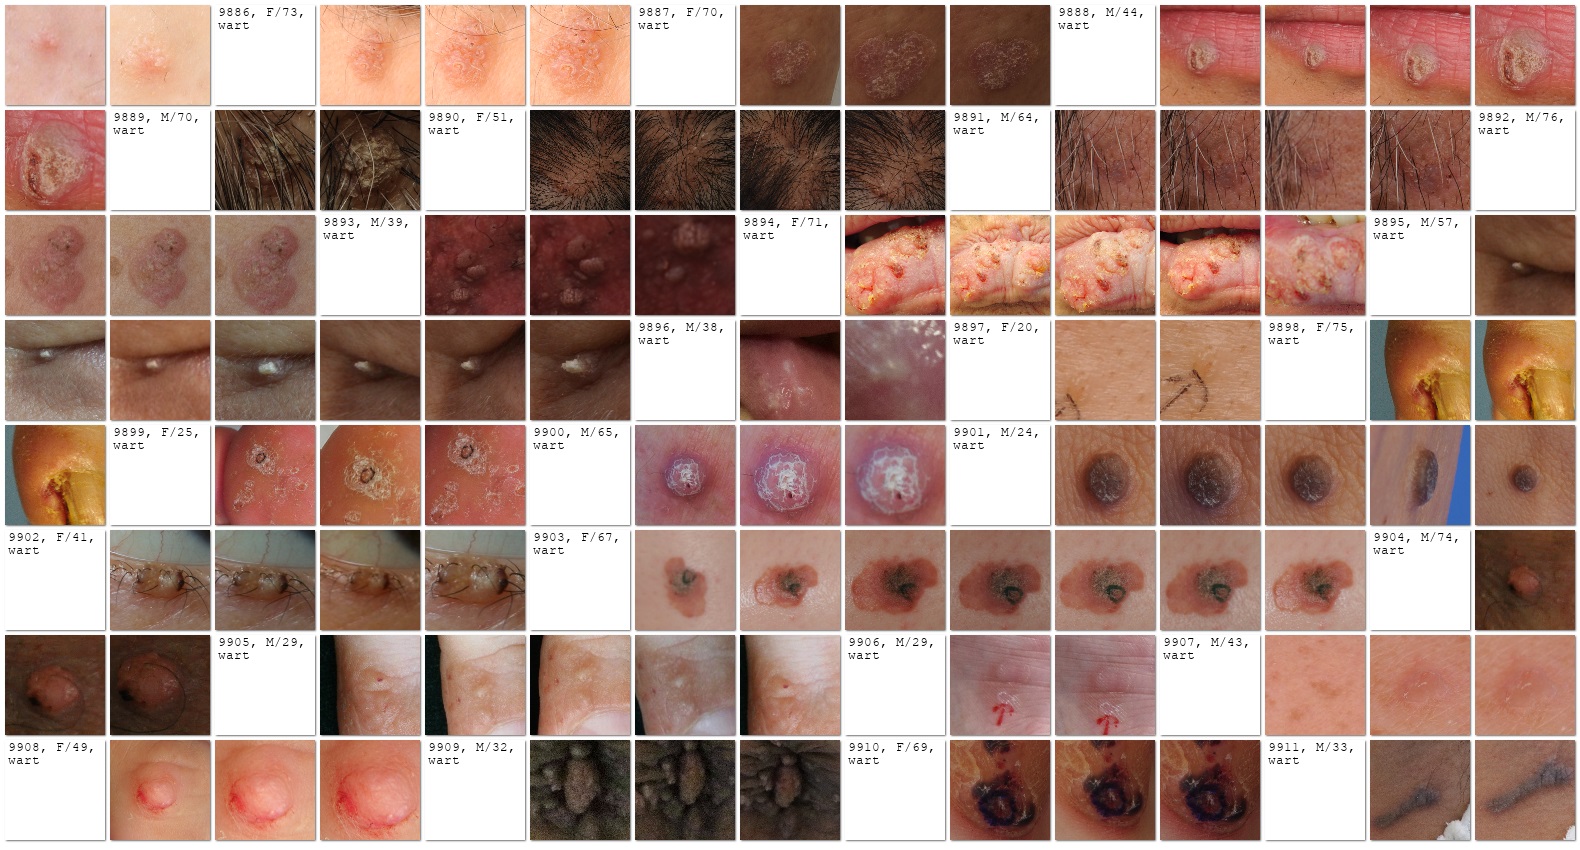 9886, F/73,
wart
9887, F/70,
wart
9888, M/44,
wart
9889, M/70,
wart
9890, F/51,
wart
9891, M/64,
wart
9892, M/76,
wart
9893, M/39,
wart
9894, F/71,
wart
9895, M/57,
wart
9896, M/38,
wart
9897, F/20,
wart
9898, F/75,
wart
9899, F/25,
wart
9900, M/65,
wart
9901, M/24,
wart
9902, F/41,
wart
9903, F/67,
wart
9904, M/74,
wart
9905, M/29,
wart
9906, M/29,
wart
9907, M/43,
wart
9908, F/49,
wart
9909, M/32,
wart
9910, F/69,
wart
9911, M/33,
wart